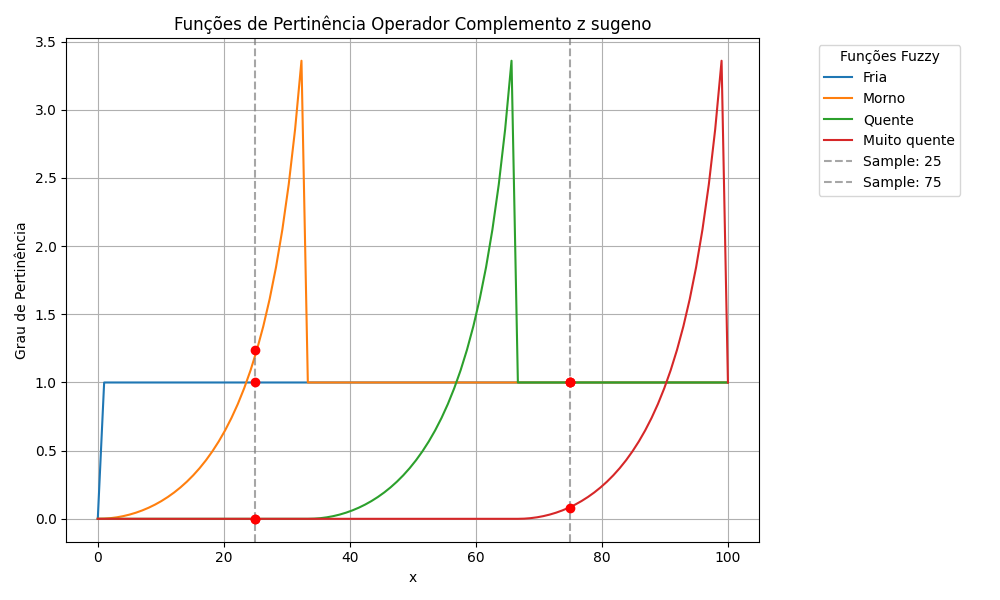 Funções de Pertinência Operador Complemento z sugeno
Grau de Pertinência
3.5
3.0
2.5
2.0
1.5
1.0
0.5
0.0
0 20 40 60 80 100
x
Funções Fuzzy
Fria
Morno
Quente
Muito quente
Sample: 25
Sample: 75